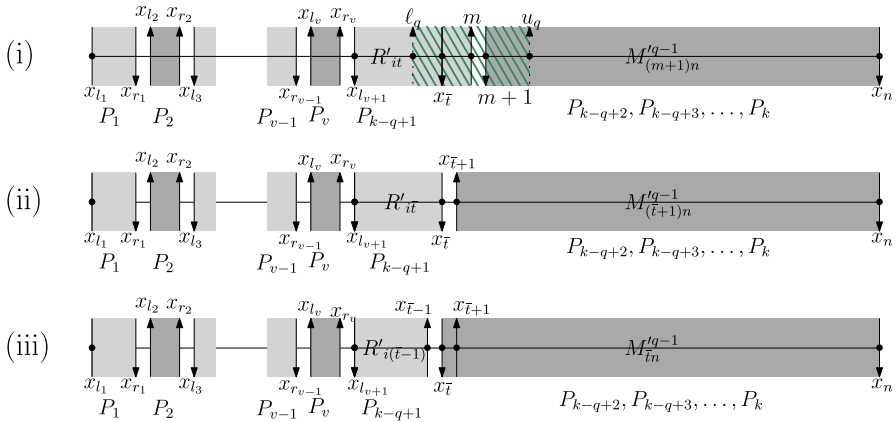 x_{l_2} x_{r_2} x_{l_v} x_{r_v} ℓ_q m u_q
(i) R'_{it} M'^{q-1}_{(m+1)n}
x_{l_1} x_{r_1} x_{l_3} x_{r_{v-1}} x_{l_{v+1}} x_{\bar{t}} m + 1 x_n
P_1 P_2 P_{v-1} P_v P_{k-q+1} P_{k-q+2}, P_{k-q+3}, . . . , P_k
x_{l_2} x_{r_2} x_{l_v} x_{r_v} x_{\bar{t}+1}
(ii) R'_{i\bar{t}} M'^{q-1}_{(\bar{t}+1)n}
x_{l_1} x_{r_1} x_{l_3} x_{r_{v-1}} x_{l_{v+1}} x_{\bar{t}} x_n
P_1 P_2 P_{v-1} P_v P_{k-q+1} P_{k-q+2}, P_{k-q+3}, . . . , P_k
x_{l_2} x_{r_2} x_{l_v} x_{r_v} x_{\bar{t}-1} x_{\bar{t}+1}
(iii) R'_{i(\bar{t}-1)} M'^{q-1}_{\bar{t}n}
x_{l_1} x_{r_1} x_{l_3} x_{r_{v-1}} x_{l_{v+1}} x_{\bar{t}} x_n
P_1 P_2 P_{v-1} P_v P_{k-q+1} P_{k-q+2}, P_{k-q+3}, . . . , P_k